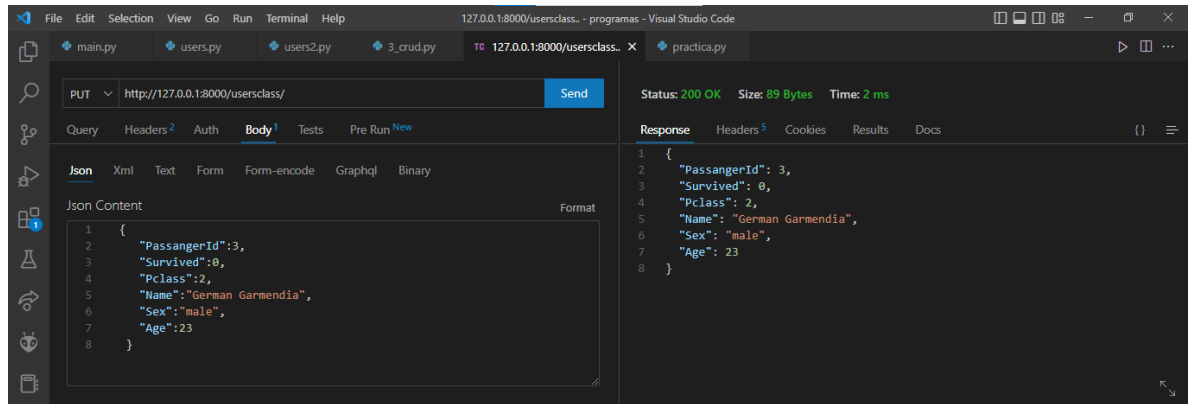 File Edit Selection View Go Run Terminal Help 127.0.0.1:8000/usersclass.. - programas - Visual Studio Code
main.py users.py users2.py 3_crud.py TC 127.0.0.1:8000/usersclass.. practica.py
PUT http://127.0.0.1:8000/usersclass/ Send
Query Headers 2 Auth Body 1 Tests Pre Run New
Json Xml Text Form Form-encode Graphql Binary
Json Content Format
1 {
2 "PassangerId":3,
3 "Survived":0,
4 "Pclass":2,
5 "Name":"German Garmendia",
6 "Sex":"male",
7 "Age":23
8 }
1
Status: 200 OK Size: 89 Bytes Time: 2 ms
Response Headers 5 Cookies Results Docs {}
1 {
2 "PassangerId": 3,
3 "Survived": 0,
4 "Pclass": 2,
5 "Name": "German Garmendia",
6 "Sex": "male",
7 "Age": 23
8 }